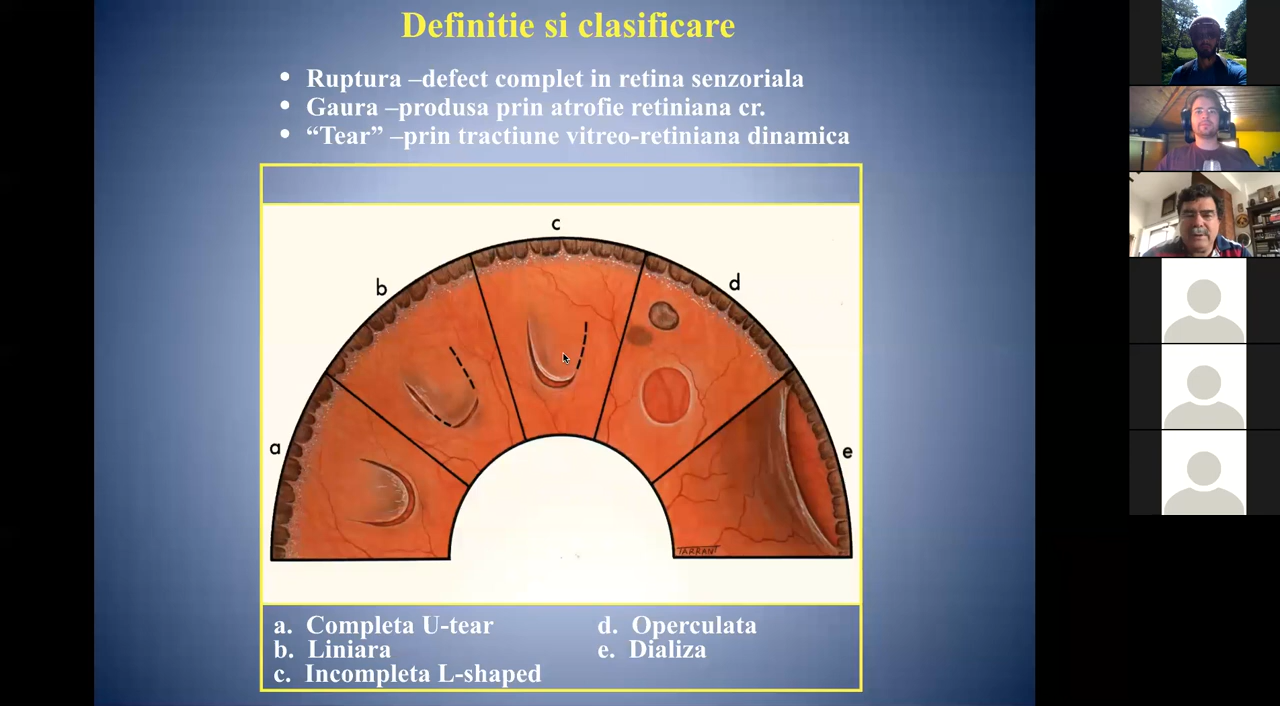 Definitie si clasificare
• Ruptura –defect complet in retina senzoriala
• Gaura –produsa prin atrofie retiniana cr.
• “Tear” –prin tractiune vitreo-retiniana dinamica
c
b
d
a
e
TARRANT
a. Completa U-tear
b. Liniara
c. Incompleta L-shaped
d. Operculata
e. Dializa